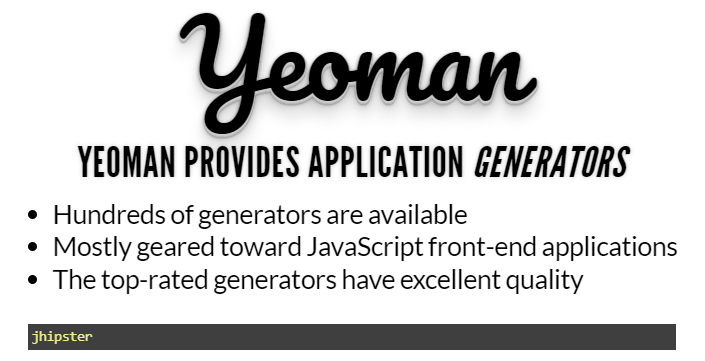 Yeoman
YEOMAN PROVIDES APPLICATION GENERATORS
• Hundreds of generators are available
• Mostly geared toward JavaScript front-end applications
• The top-rated generators have excellent quality
jhipster